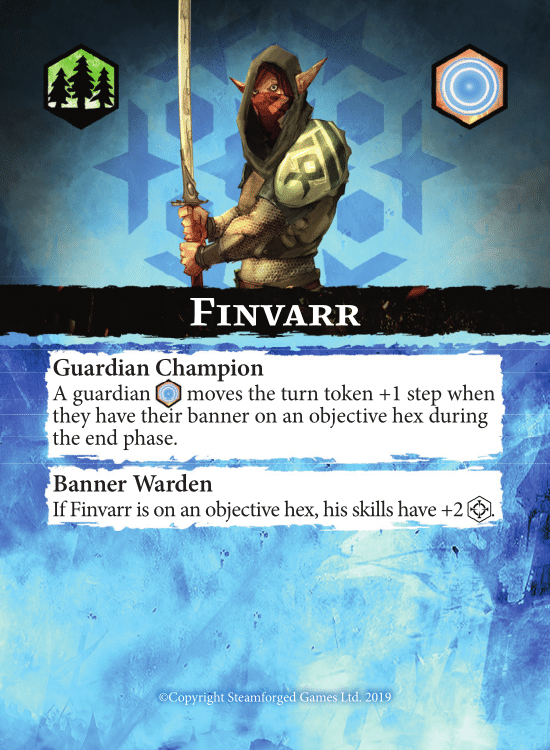 Finvarr
Guardian Champion
A guardian moves the turn token +1 step when
they have their banner on an objective hex during
the end phase.
Banner Warden
If Finvarr is on an objective hex, his skills have +2 .
©Copyright Steamforged Games Ltd. 2019